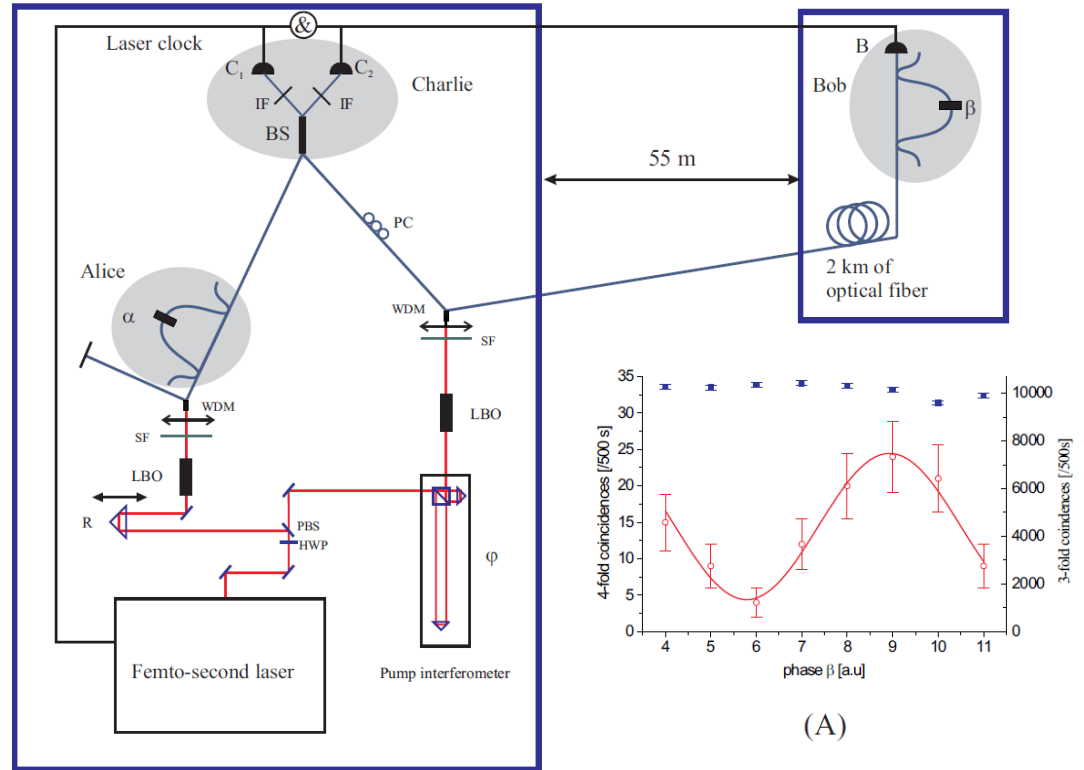 Laser clock
&
C1
C2
IF
IF
Charlie
BS
B
Bob
β
55 m
PC
2 km of
optical fiber
Alice
α
WDM
SF
WDM
SF
LBO
LBO
R
PBS
HWP
φ
Femto-second laser
Pump interferometer
4-fold coincidences [/500 s]
35
30
25
20
15
10
5
0
3-fold coindences [/500s]
10000
8000
6000
4000
2000
0
4 5 6 7 8 9 10 11
phase β [a.u]
(A)